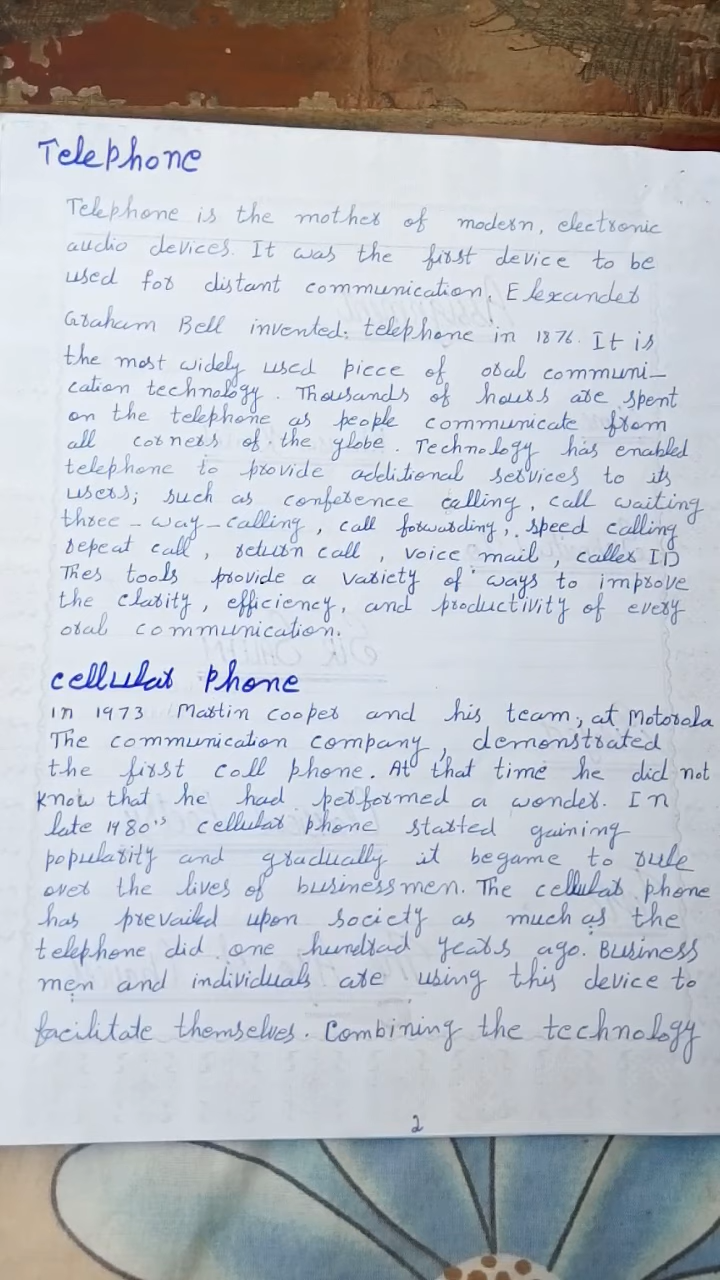 Telephone
Telephone is the mother of modern, electronic
audio devices. It was the first device to be
used for distant communication. Elexander
Graham Bell invented: telephone in 1876. It is
the most widely used piece of oral communi-
cation technology. Thousands of hours are spent
on the telephone as people communicate from
all corners of the globe. Technology has enabled
telephone to provide additional services to its
users; such as conference calling, call waiting
three-way-calling, call forwarding, speed calling
repeat call, return call, voice mail, caller ID
Thes tools provide a variety of ways to improve
the clarity, efficiency, and productivity of every
oral communication.
cellular phone
in 1973 Martin cooper and his team, at Motorola
The communication company, demonstrated
the first coll phone. At that time he did not
know that he had performed a wonder. In
late 1980's cellular phone started gaining
popularity and gradually it begame to rule
over the lives of businessmen. The cellular phone
has prevailed upon society as much as the
telephone did one hundrad years ago. Business
men and individuals are using this device to
facilitate themselves. Combining the technology
2